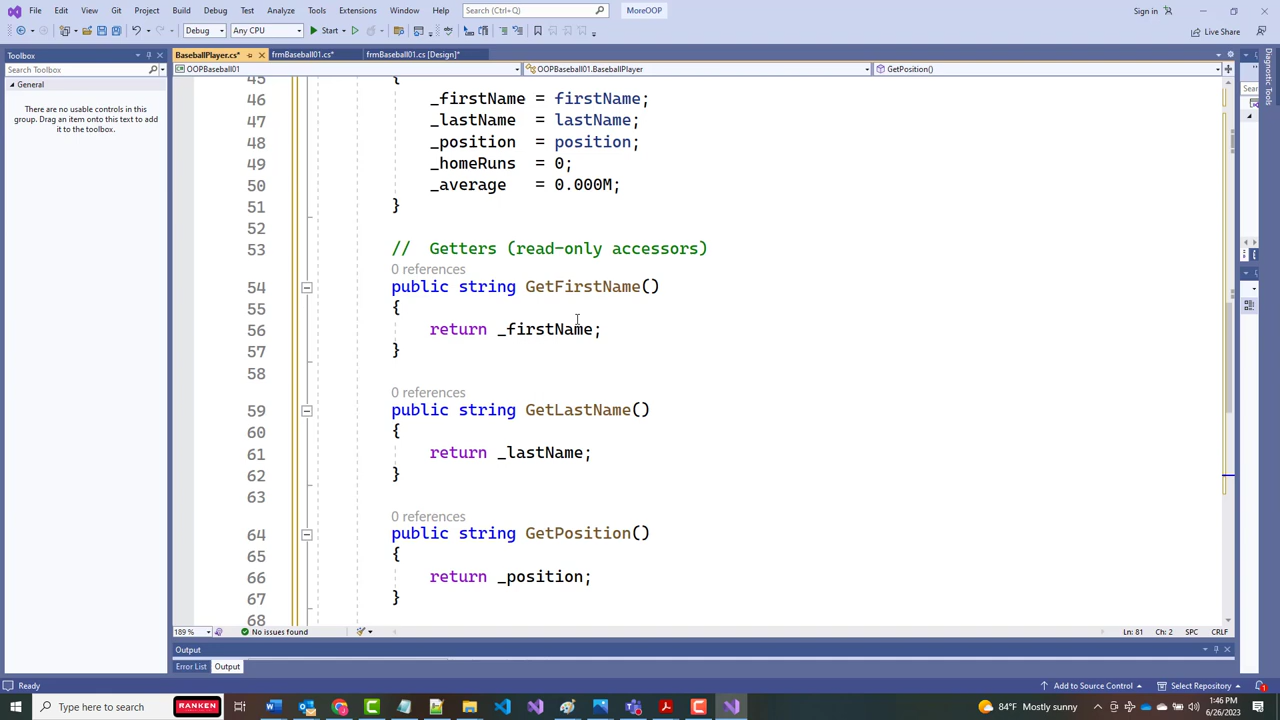 File Edit View Git Project Build Debug Test Analyze Tools Extensions Window Help Search (Ctrl+Q) MoreOOP Sign in
Debug Any CPU Start Live Share
Toolbox BaseballPlayer.cs* frmBaseball01.cs* frmBaseball01.cs [Design]*
Search Toolbox OOPBaseball01 OOPBaseball01.BaseballPlayer GetPosition()
General
There are no usable controls in this
group. Drag an item onto this text to add
it to the toolbox.
Diagnostic Tools
45 {
46 _firstName = firstName;
47 _lastName = lastName;
48 _position = position;
49 _homeRuns = 0;
50 _average = 0.000M;
51 }
52
53 // Getters (read-only accessors)
0 references
54 public string GetFirstName()
55 {
56 return _firstName;
57 }
58
0 references
59 public string GetLastName()
60 {
61 return _lastName;
62 }
63
0 references
64 public string GetPosition()
65 {
66 return _position;
67 }
68
189 % No issues found Ln: 81 Ch: 2 SPC CRLF
Output
Error List Output
Ready Add to Source Control Select Repository 1
Type here to search RANKEN 84°F Mostly sunny 1:46 PM
6/26/2023